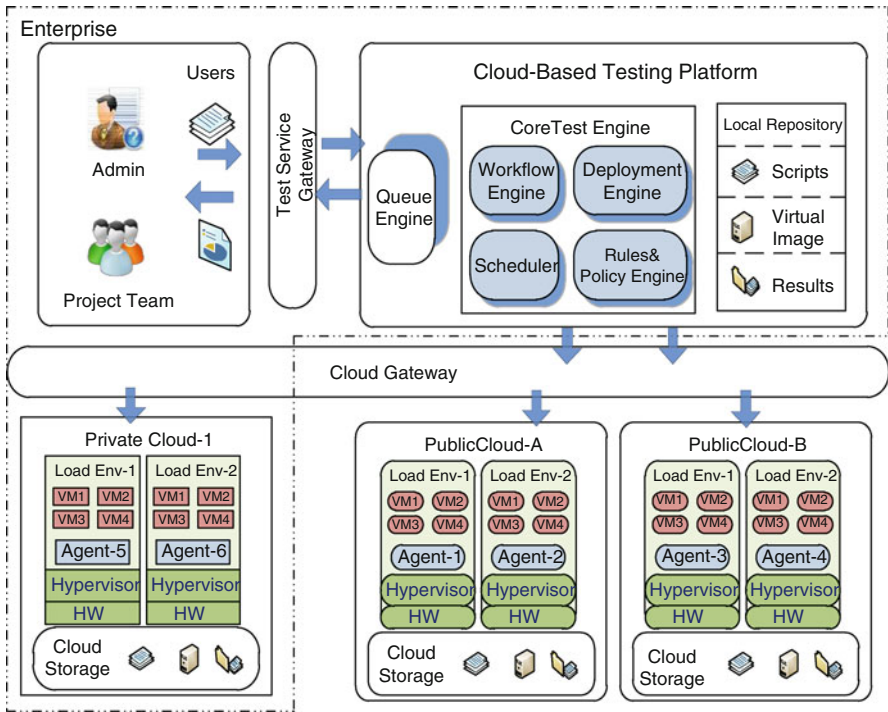 Enterprise
Users
Admin
Project Team
Test Service
Gateway
Cloud-Based Testing Platform
Queue
Engine
CoreTest Engine
Workflow
Engine
Deployment
Engine
Scheduler
Rules&
Policy Engine
Local Repository
Scripts
Virtual
Image
Results
Cloud Gateway
Private Cloud-1
Load Env-1
VM1 VM2
VM3 VM4
Agent-5
Hypervisor
HW
Load Env-2
VM1 VM2
VM3 VM4
Agent-6
Hypervisor
HW
Cloud
Storage
PublicCloud-A
Load Env-1
VM1 VM2
VM3 VM4
Agent-1
Hypervisor
HW
Load Env-2
VM1 VM2
VM3 VM4
Agent-2
Hypervisor
HW
Cloud
Storage
PublicCloud-B
Load Env-1
VM1 VM2
VM3 VM4
Agent-3
Hypervisor
HW
Load Env-2
VM1 VM2
VM3 VM4
Agent-4
Hypervisor
HW
Cloud
Storage